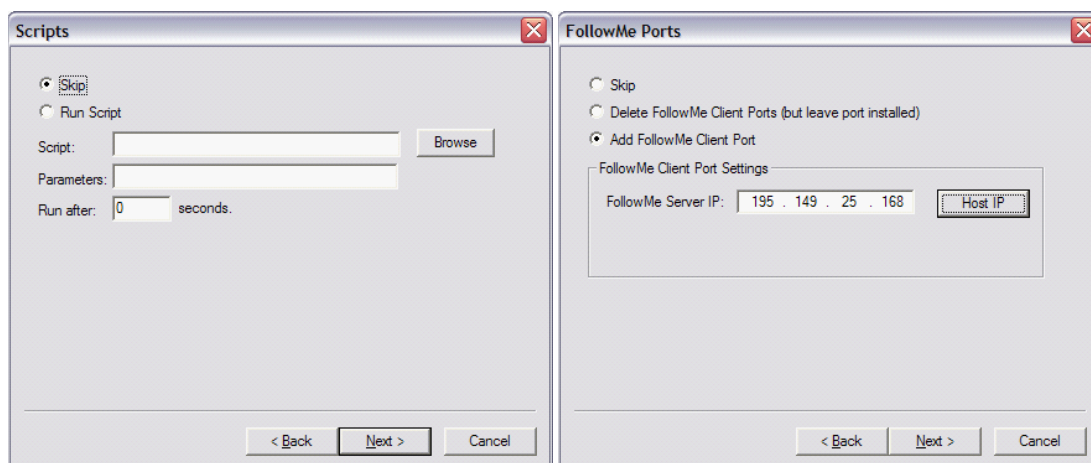 Scripts
Skip
Run Script
Script:
Browse
Parameters:
Run after: 0 seconds.
< Back Next > Cancel
FollowMe Ports
Skip
Delete FollowMe Client Ports (but leave port installed)
Add FollowMe Client Port
FollowMe Client Port Settings
FollowMe Server IP: 195 . 149 . 25 . 168 Host IP
< Back Next > Cancel